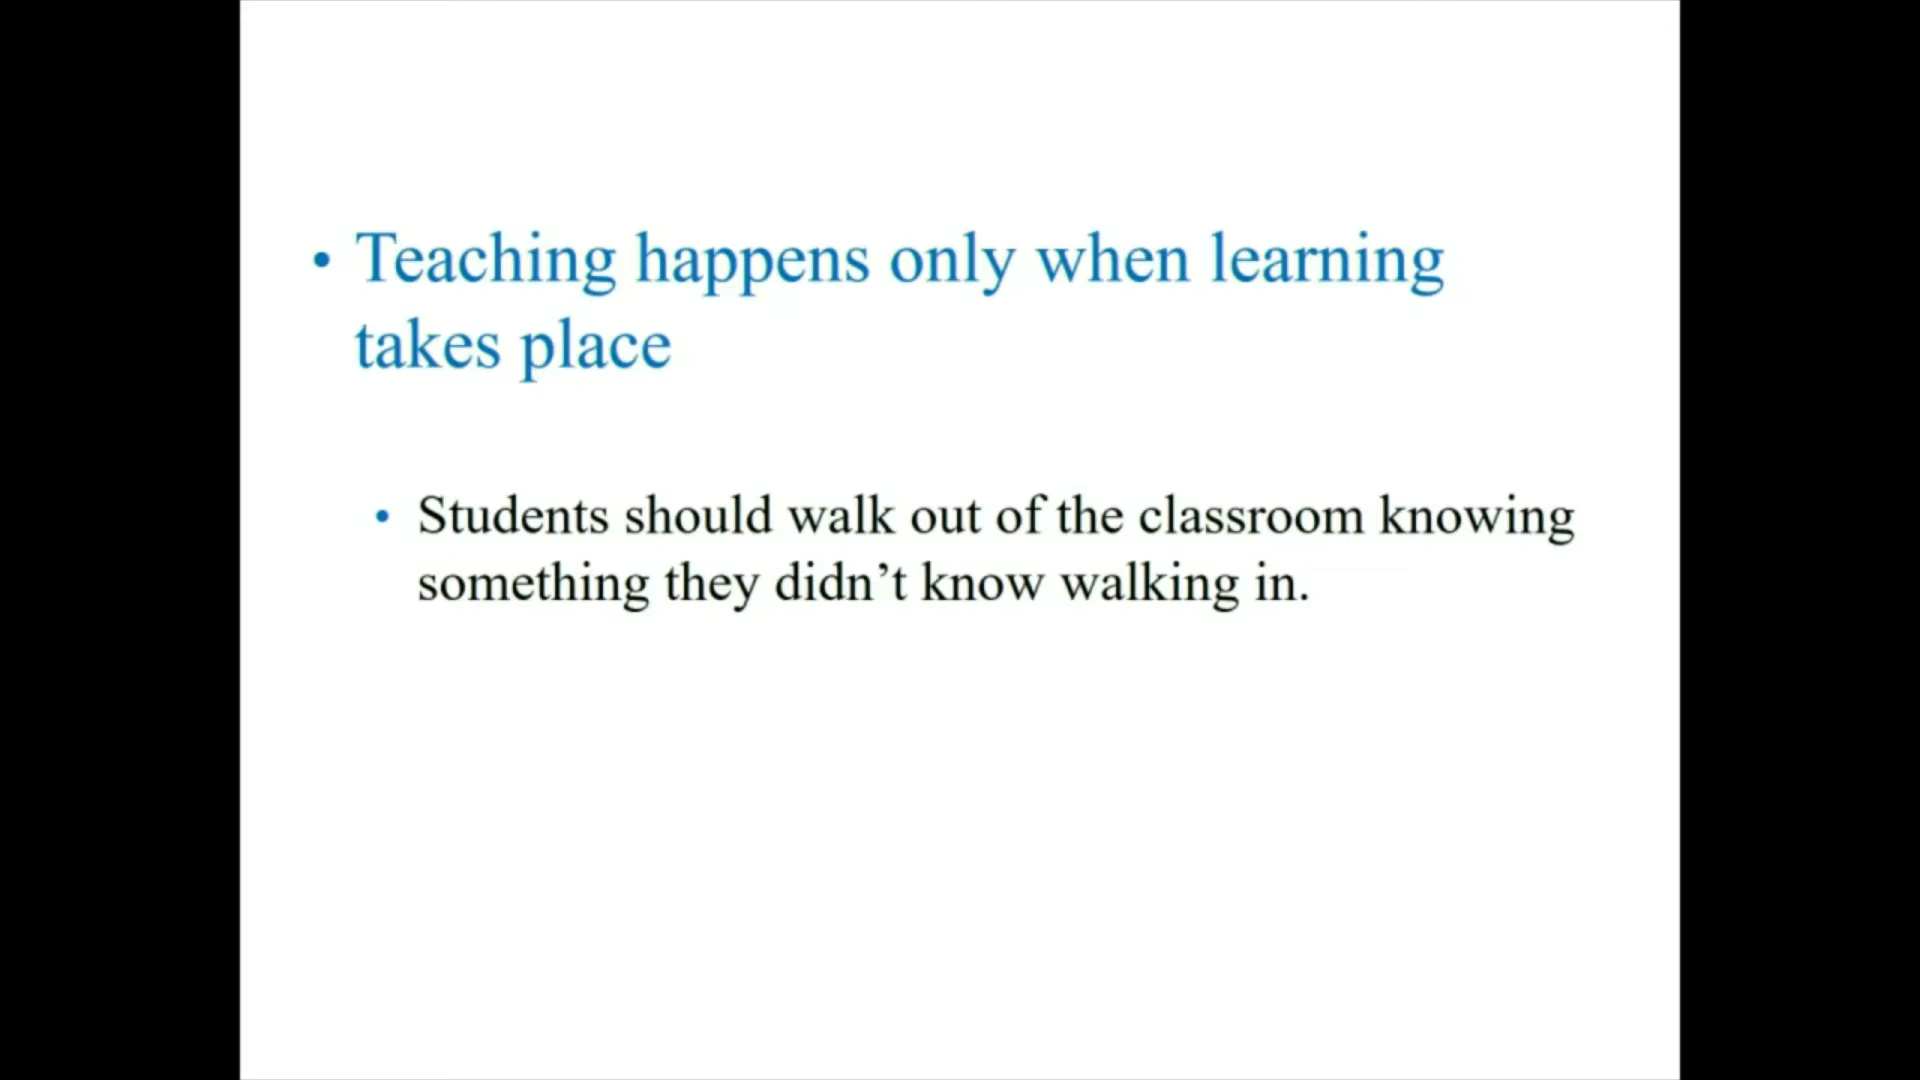 • Teaching happens only when learning
takes place
• Students should walk out of the classroom knowing
something they didn’t know walking in.